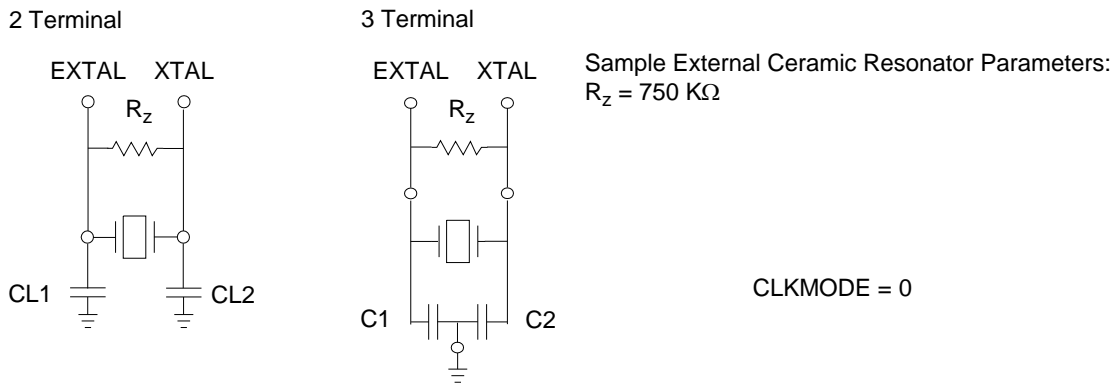 2 Terminal
3 Terminal
EXTAL XTAL
EXTAL XTAL
Sample External Ceramic Resonator Parameters:
Rz = 750 KΩ
Rz
Rz
CL1
CL2
C1
C2
CLKMODE = 0